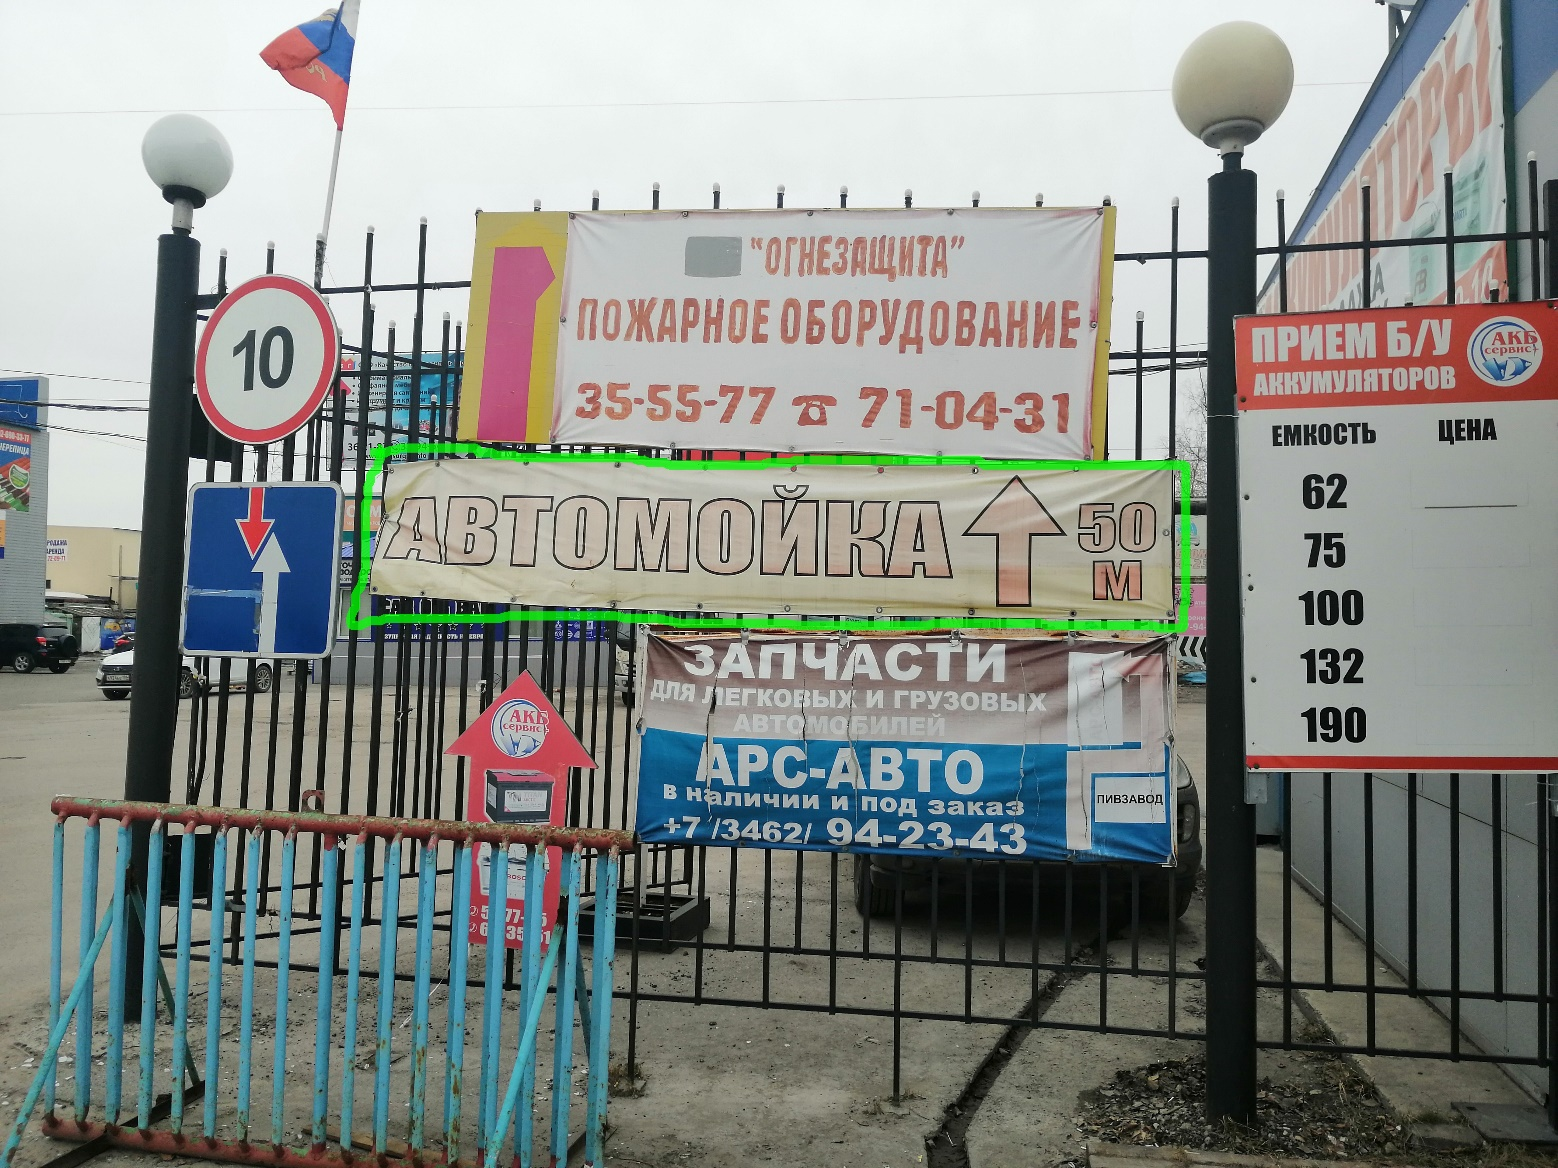 10
"ОГНЕЗАЩИТА"
ПОЖАРНОЕ ОБОРУДОВАНИЕ
35-55-77 ☎ 71-04-31
АВТОМОЙКА
50
М
ЗАПЧАСТИ
ДЛЯ ЛЕГКОВЫХ И ГРУЗОВЫХ
АВТОМОБИЛЕЙ
АРС-АВТО
в наличии и под заказ
+7 /3462/ 94-23-43
ПИВЗАВОД
АКБ
сервис+
ПРИЕМ Б/У
АККУМУЛЯТОРОВ
АКБ
сервис+
ЕМКОСТЬ ЦЕНА
62
75
100
132
190